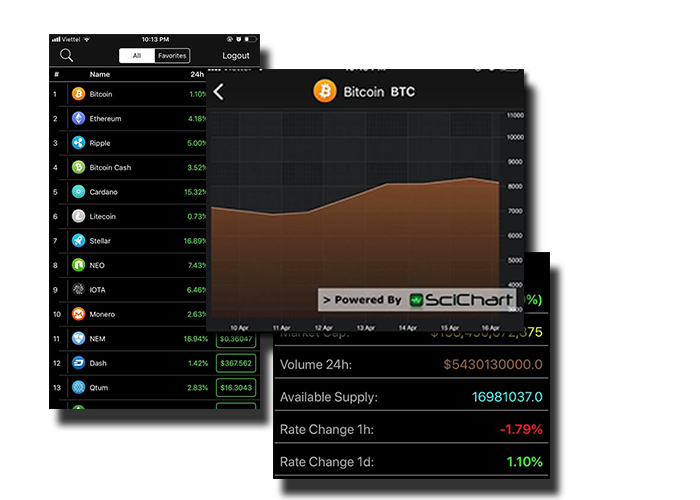 Viettel 10:13 PM
All Favorites Logout
# Name 24h
1 Bitcoin 1.10%
2 Ethereum 4.18%
3 Ripple 5.00%
4 Bitcoin Cash 3.52%
5 Cardano 15.32%
6 Litecoin 0.73%
7 Stellar 16.89%
8 NEO 7.43%
9 IOTA 6.46%
10 Monero 2.63%
11 NEM 16.94% $0.36047
12 Dash 1.42% $367.562
13 Qtum 2.83% $16.3043
Bitcoin BTC
11000
10000
9000
8000
7000
6000
5000
4000
> Powered By SciChart
10 Apr 11 Apr 12 Apr 13 Apr 14 Apr 15 Apr 16 Apr
0%)
Market Cap:
Volume 24h: $5430130000.0
Available Supply: 16981037.0
Rate Change 1h: -1.79%
Rate Change 1d: 1.10%